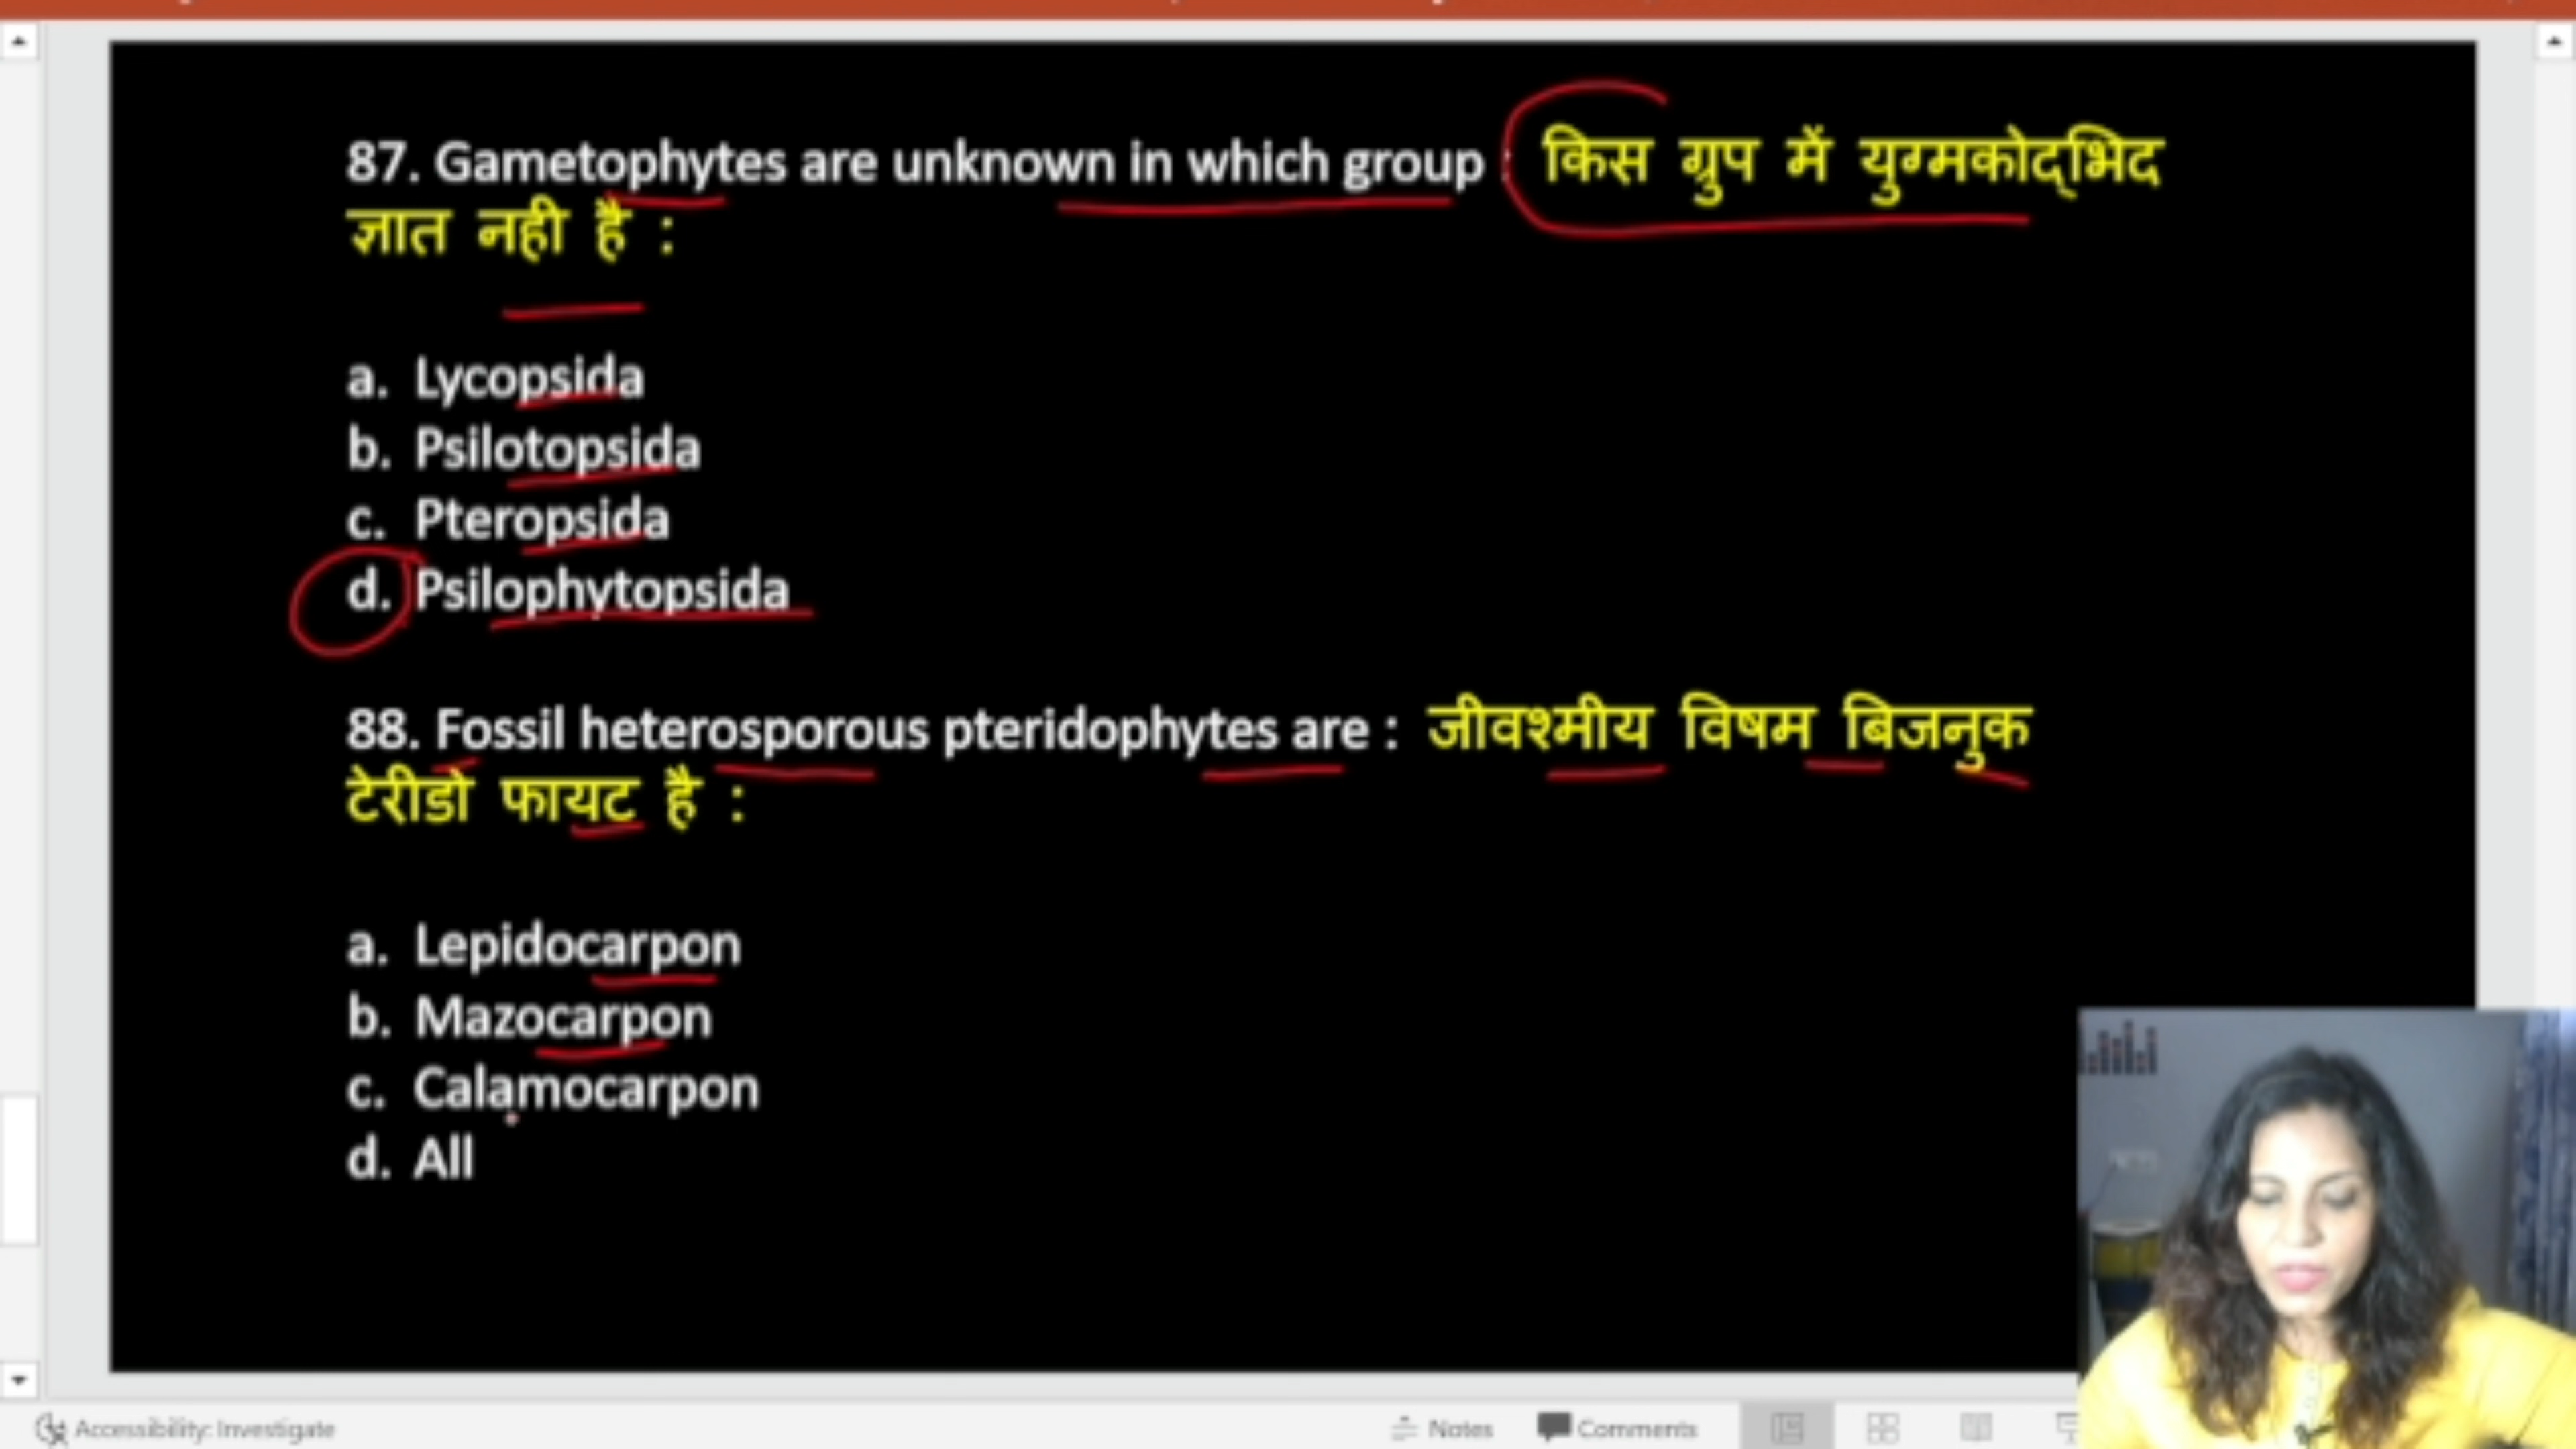 87. Gametophytes are unknown in which group : किस ग्रुप में युग्मकोद्भिद
ज्ञात नही है :
a. Lycopsida
b. Psilotopsida
c. Pteropsida
d. Psilophytopsida
88. Fossil heterosporous pteridophytes are : जीवश्मीय विषम बिजनुक
टेरीडो फायट है :
a. Lepidocarpon
b. Mazocarpon
c. Calamocarpon
d. All
Accessibility: Investigate
Notes Comments